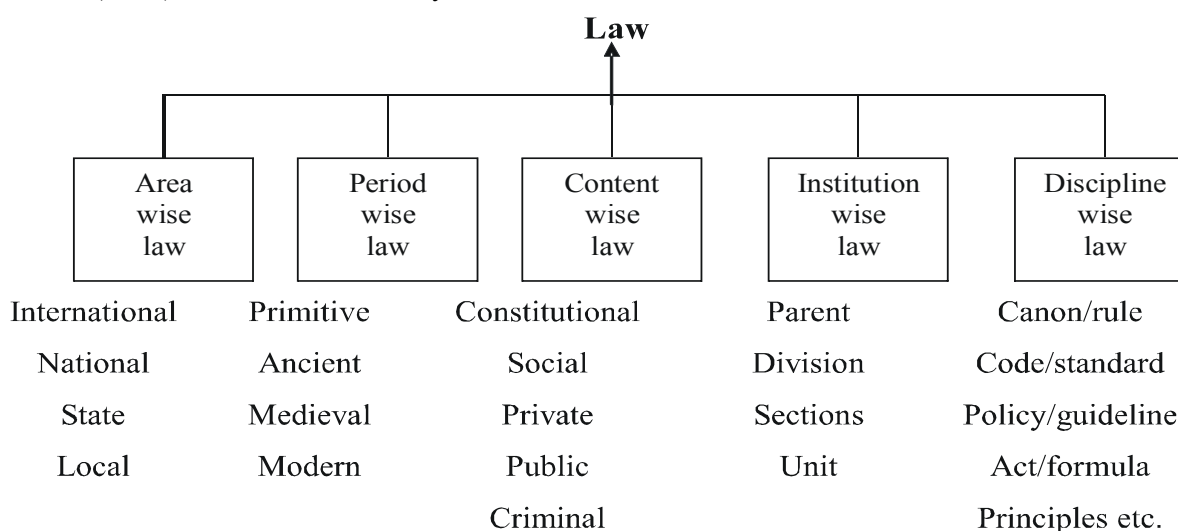 Law
Area
wise
law
Period
wise
law
Content
wise
law
Institution
wise
law
Discipline
wise
law
International
National
State
Local
Primitive
Ancient
Medieval
Modern
Constitutional
Social
Private
Public
Criminal
Parent
Division
Sections
Unit
Canon/rule
Code/standard
Policy/guideline
Act/formula
Principles etc.